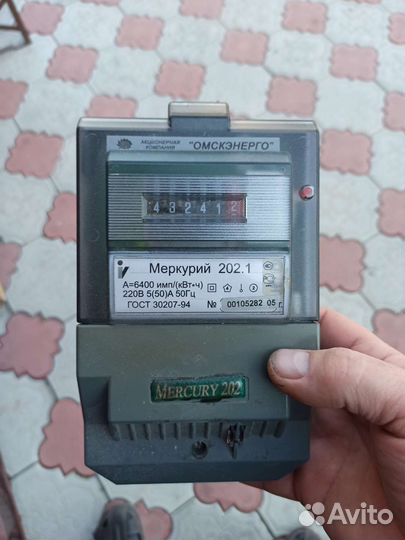 АКЦИОНЕРНАЯ КОМПАНИЯ "ОМСКЭНЕРГО"
432412
Меркурий 202.1
А=6400 имп/(кВт•ч)
220В 5(50)А 50Гц
ГОСТ 30207-94 № 00105282 05 г.
MERCURY 202
Avito